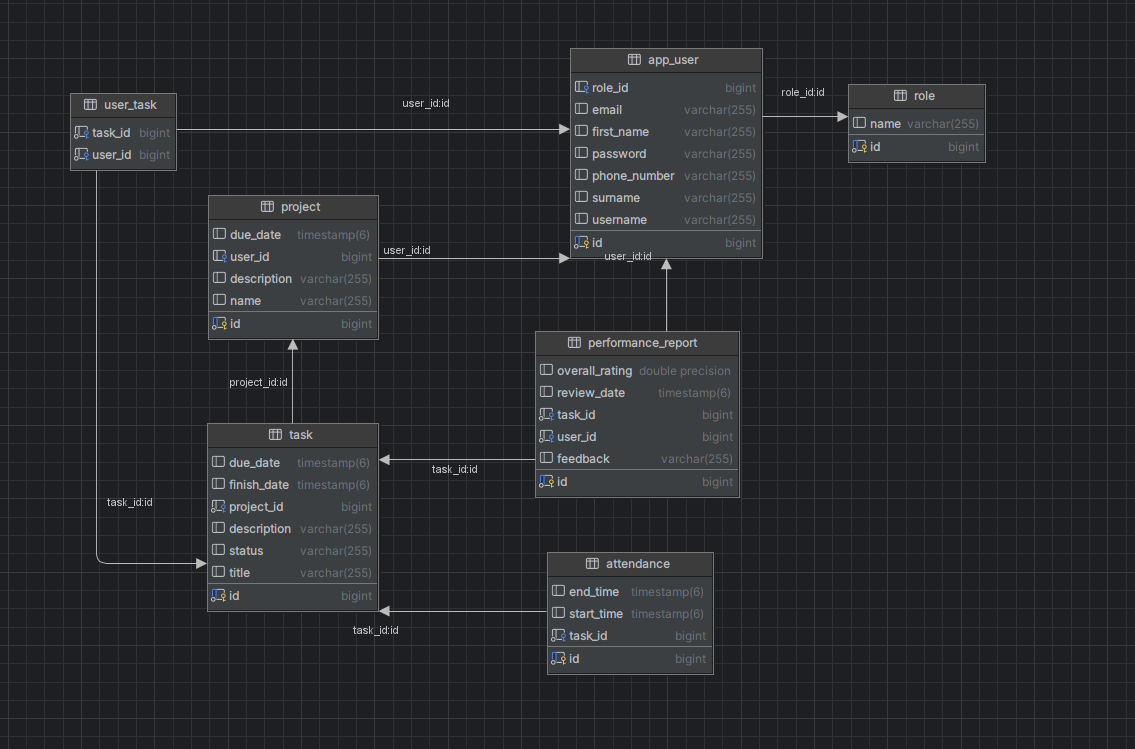 user_task
task_id bigint
user_id bigint
user_id:id
app_user
role_id bigint
email varchar(255)
first_name varchar(255)
password varchar(255)
phone_number varchar(255)
surname varchar(255)
username varchar(255)
id bigint
role_id:id
role
name varchar(255)
id bigint
project
due_date timestamp(6)
user_id bigint
description varchar(255)
name varchar(255)
id bigint
user_id:id
user_id:id
performance_report
overall_rating double precision
review_date timestamp(6)
task_id bigint
user_id bigint
feedback varchar(255)
id bigint
project_id:id
task
due_date timestamp(6)
finish_date timestamp(6)
project_id bigint
description varchar(255)
status varchar(255)
title varchar(255)
id bigint
task_id:id
task_id:id
attendance
end_time timestamp(6)
start_time timestamp(6)
task_id bigint
id bigint
task_id:id